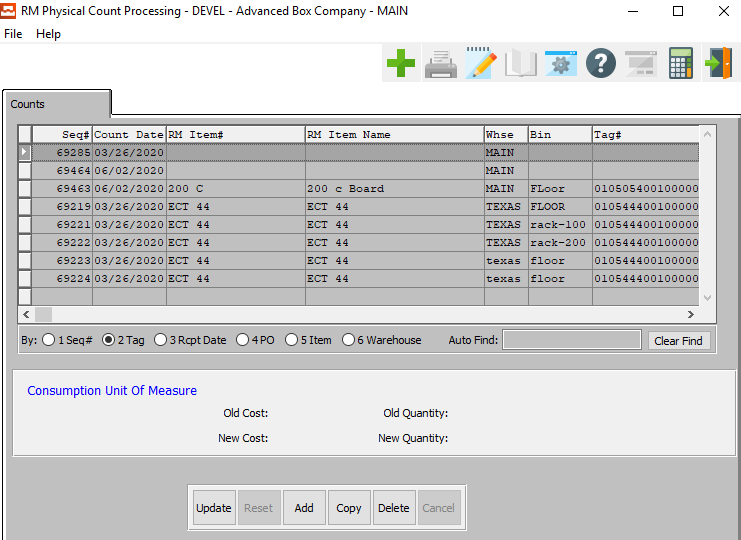 RM Physical Count Processing - DEVEL - Advanced Box Company - MAIN
File Help
Counts
Seq# Count Date RM Item# RM Item Name Whse Bin Tag#
69285 03/26/2020 MAIN
69464 06/02/2020 MAIN
69463 06/02/2020 200 C 200 c Board MAIN FLoor 010505400100000
69219 03/26/2020 ECT 44 ECT 44 TEXAS FLOOR 010544400100000
69221 03/26/2020 ECT 44 ECT 44 TEXAS rack-100 010544400100000
69222 03/26/2020 ECT 44 ECT 44 TEXAS rack-200 010544400100000
69223 03/26/2020 ECT 44 ECT 44 texas floor 010544400100000
69224 03/26/2020 ECT 44 ECT 44 texas floor 010544400100000
By: 1 Seq# 2 Tag 3 Rcpt Date 4 PO 5 Item 6 Warehouse Auto Find: Clear Find
Consumption Unit Of Measure
Old Cost: Old Quantity:
New Cost: New Quantity:
Update Reset Add Copy Delete Cancel